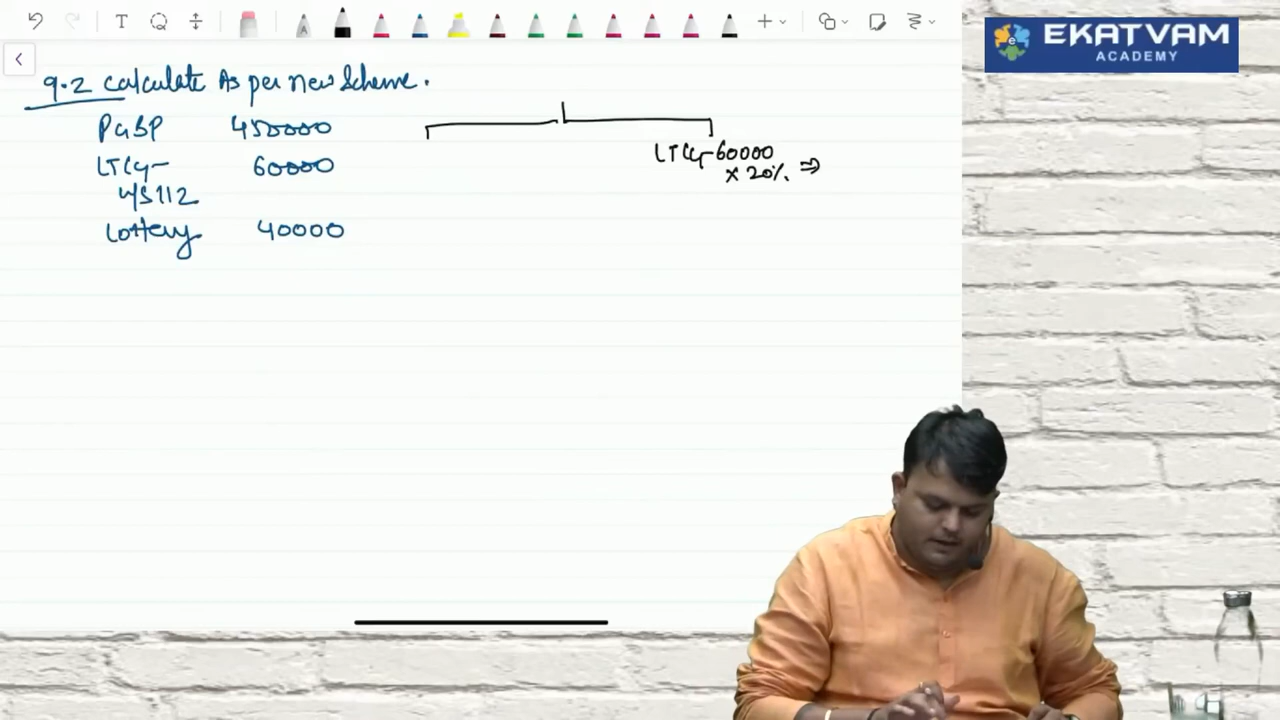 Q.2 Calculate As per new Scheme.
PGBP 450000
LTCG 60000
u/s 112
Lottery 40000
LTCG-60000
x 20% ⇒
T
A
EKATVAM
ACADEMY
e